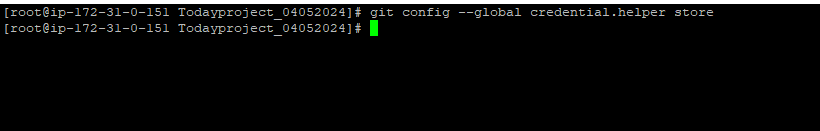 [root@ip-172-31-0-151 Todayproject_04052024]# git config --global credential.helper store
[root@ip-172-31-0-151 Todayproject_04052024]#